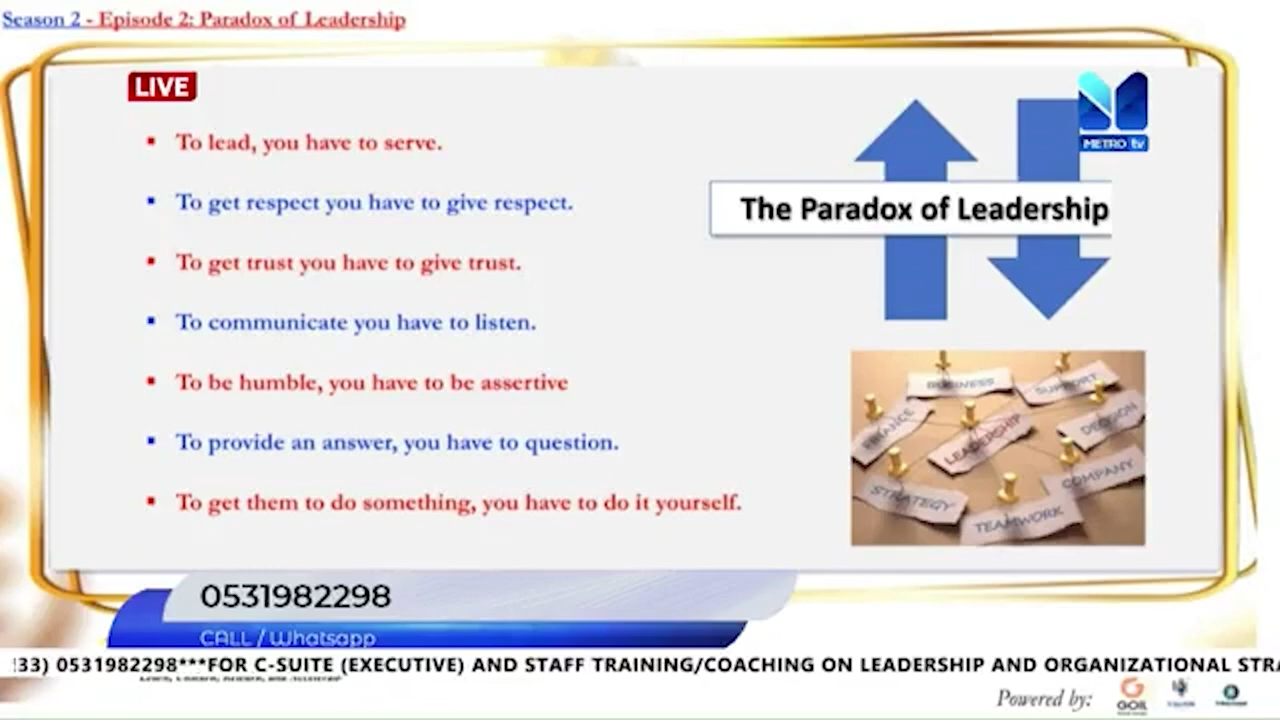 Season 2 - Episode 2: Paradox of Leadership
LIVE
To lead, you have to serve.
To get respect you have to give respect.
To get trust you have to give trust.
To communicate you have to listen.
To be humble, you have to be assertive
To provide an answer, you have to question.
To get them to do something, you have to do it yourself.
METRO tv
The Paradox of Leadership
BUSINESS
SUPPORT
FINANCE
LEADERSHIP
DECISION
COMPANY
STRATEGY
TEAMWORK
0531982298
CALL / Whatsapp
33) 0531982298***FOR C-SUITE (EXECUTIVE) AND STAFF TRAINING/COACHING ON LEADERSHIP AND ORGANIZATIONAL STRA
Powered by:
GOIL